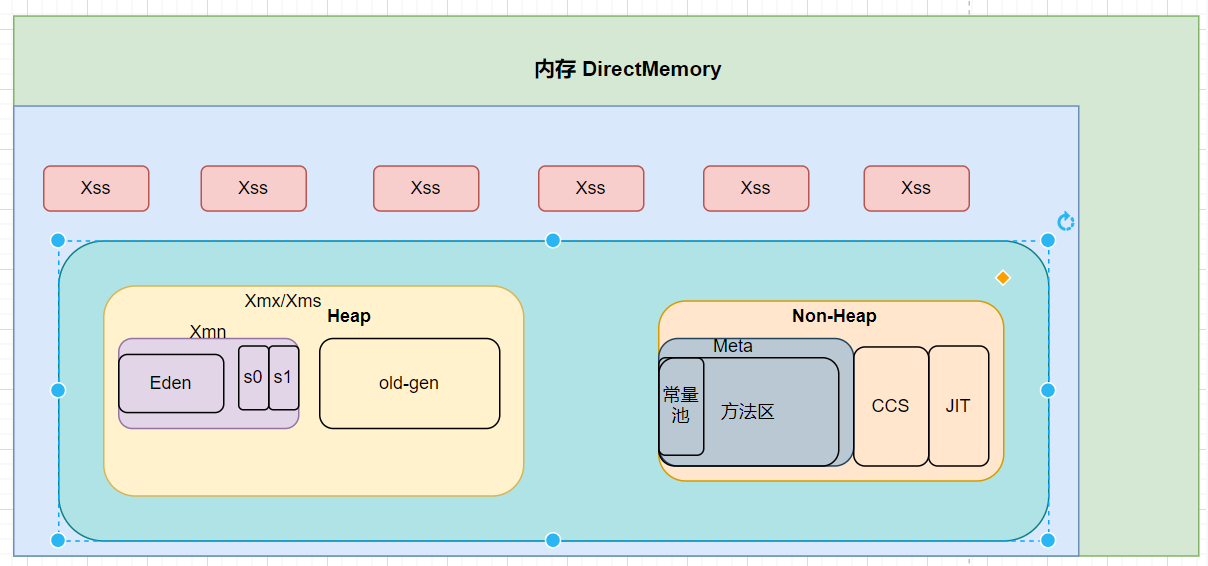 内存 DirectMemory
Xss
Xss
Xss
Xss
Xss
Xss
Xmx/Xms
Heap
Xmn
Eden
s0
s1
old-gen
Non-Heap
Meta
常量
池
方法区
CCS
JIT